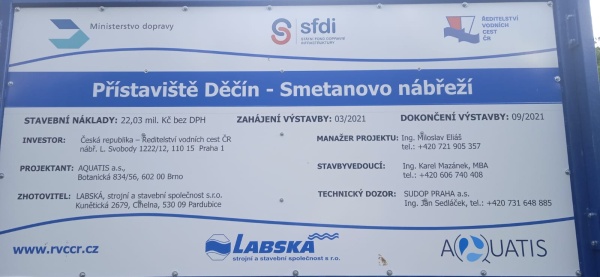 Ministerstvo dopravy
sfdi
STÁTNÍ FOND DOPRAVNÍ
INFRASTRUKTURY
ŘEDITELSTVÍ
VODNÍCH
CEST
ČR
Přístaviště Děčín - Smetanovo nábřeží
STAVEBNÍ NÁKLADY: 22,03 mil. Kč bez DPH
ZAHÁJENÍ VÝSTAVBY: 03/2021
DOKONČENÍ VÝSTAVBY: 09/2021
INVESTOR: Česká republika – Ředitelství vodních cest ČR
nábř. L. Svobody 1222/12, 110 15 Praha 1
MANAŽER PROJEKTU: Ing. Miloslav Eliáš
tel.: +420 721 905 357
PROJEKTANT: AQUATIS a.s.,
Botanická 834/56, 602 00 Brno
STAVBYVEDOUCÍ: Ing. Karel Mazánek, MBA
tel.: +420 606 740 408
ZHOTOVITEL: LABSKÁ, strojní a stavební společnost s.r.o.
Kunětická 2679, Cihelna, 530 09 Pardubice
TECHNICKÝ DOZOR: SUDOP PRAHA a.s.
Ing. Jan Sedláček, tel.: +420 731 648 885
www.rvccr.cz
LABSKÁ
strojní a stavební společnost s r.o.
AQUATIS